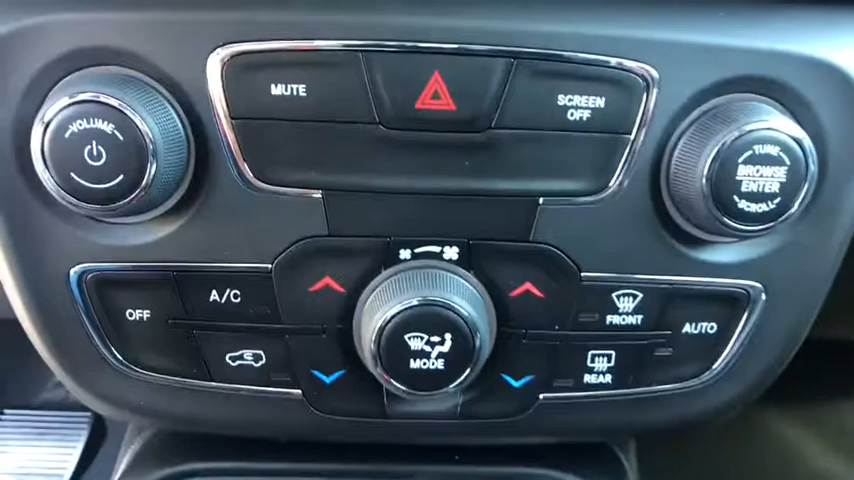 MUTE
SCREEN
OFF
VOLUME
TUNE
BROWSE
ENTER
SCROLL
OFF
A/C
MODE
FRONT
AUTO
REAR